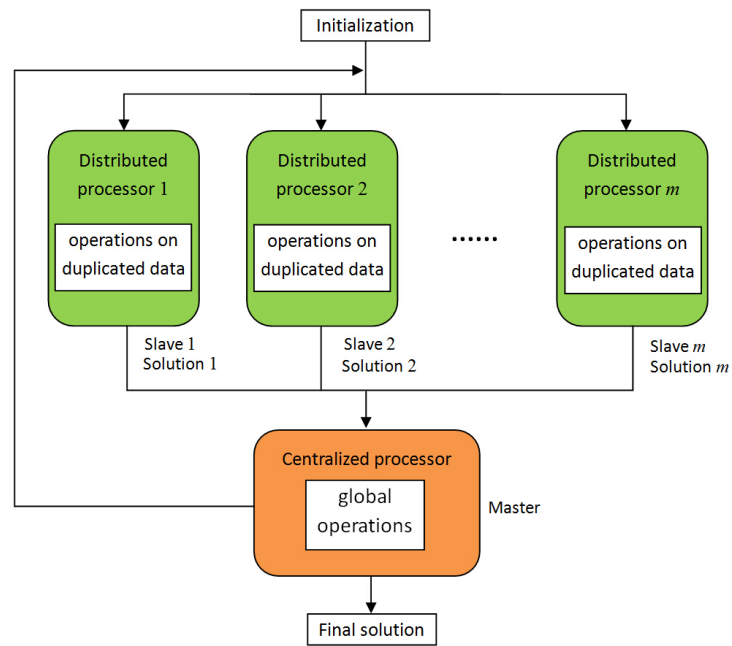 Initialization
Distributed
processor 1
operations on
duplicated data
Distributed
processor 2
operations on
duplicated data
......
Distributed
processor m
operations on
duplicated data
Slave 1
Solution 1
Slave 2
Solution 2
Slave m
Solution m
Centralized processor
global
operations
Master
Final solution